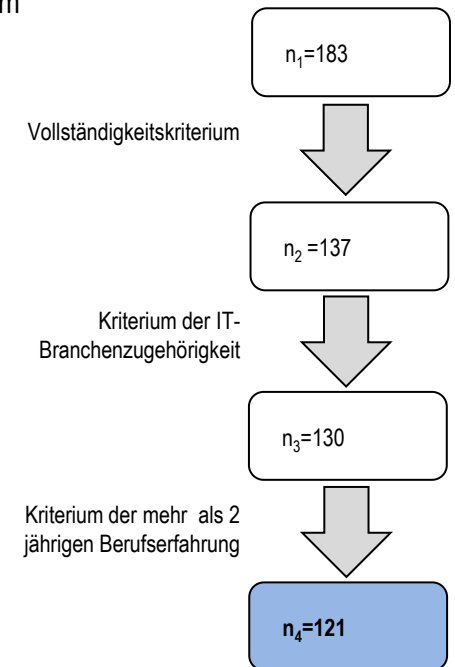 n₁=183
Vollständigkeitskriterium
n₂ =137
Kriterium der IT-
Branchenzugehörigkeit
n₃=130
Kriterium der mehr als 2
jährigen Berufserfahrung
n₄=121